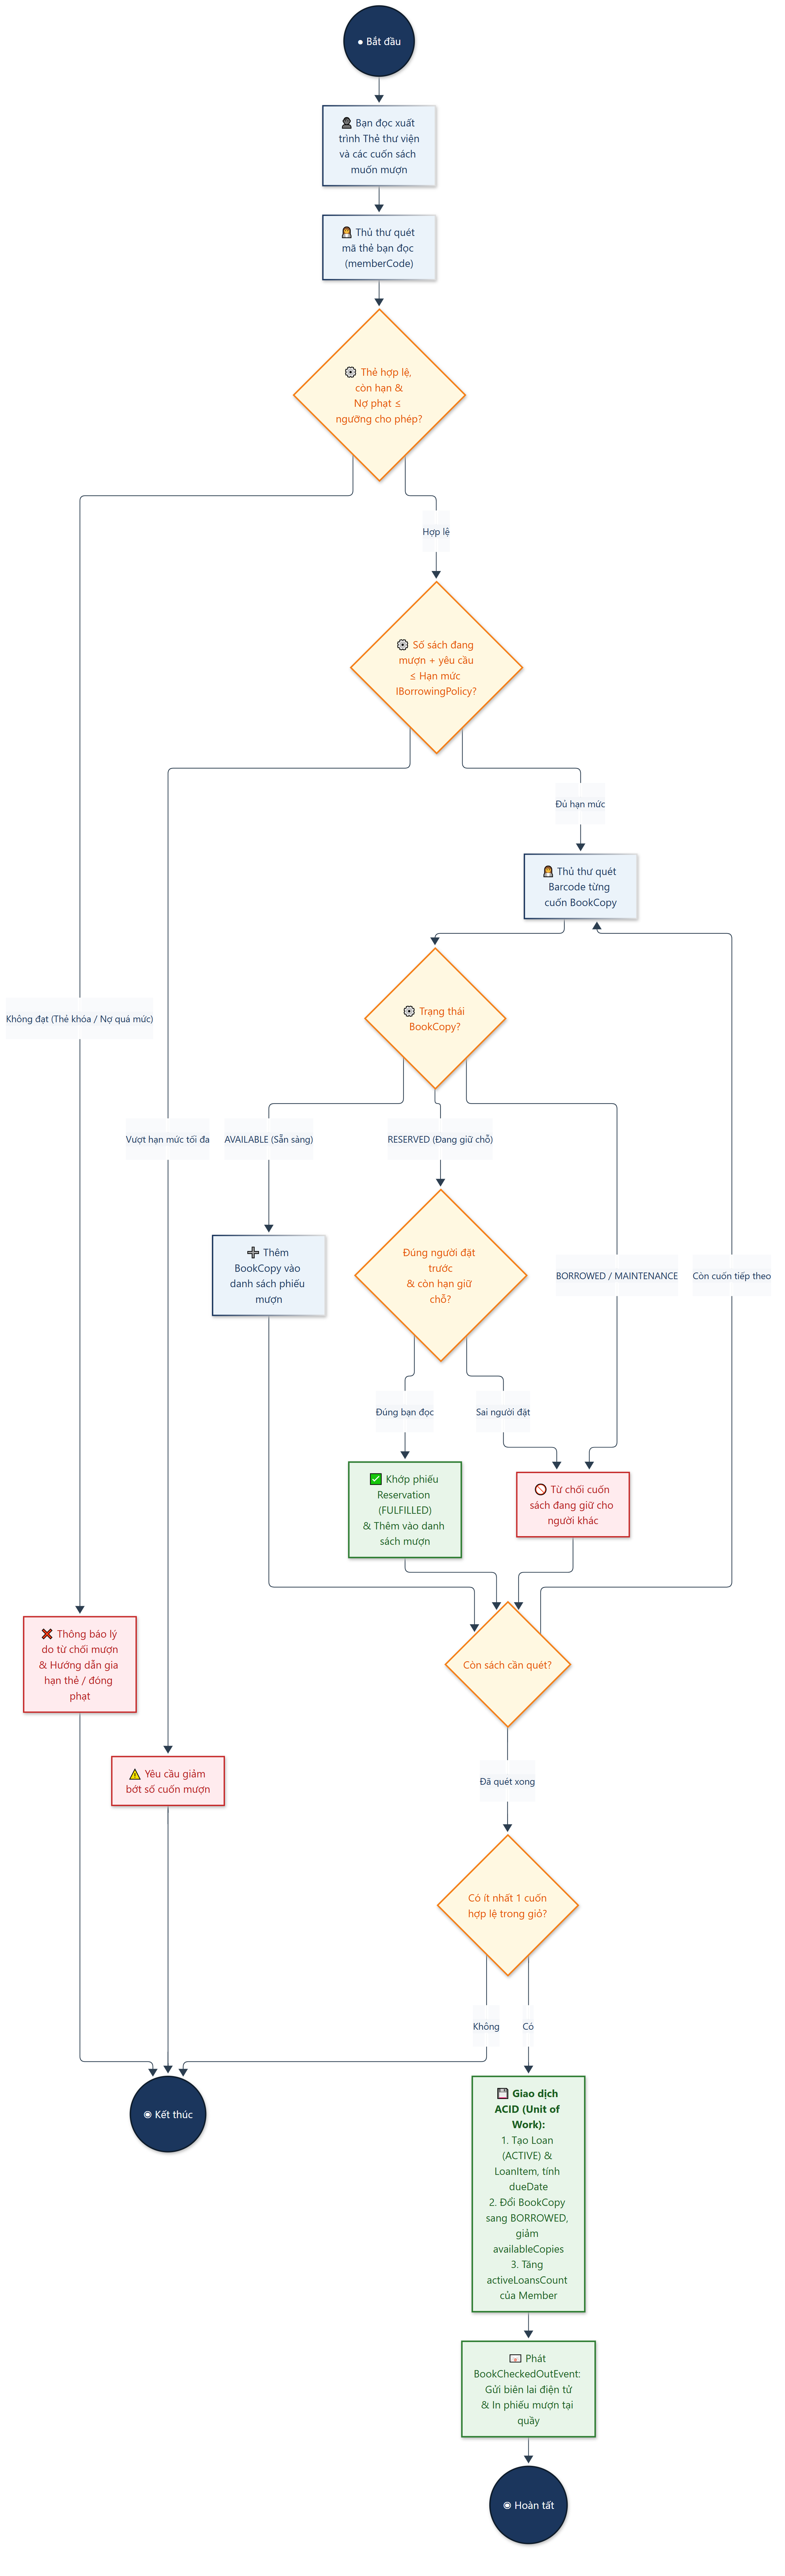 Bắt đầu
Bạn đọc xuất
trình Thẻ thư viện
và các cuốn sách
muốn mượn
Thủ thư quét
mã thẻ bạn đọc
(memberCode)
Thẻ hợp lệ,
còn hạn &
Nợ phạt ≤
ngưỡng cho phép?
Hợp lệ
Số sách đang
mượn + yêu cầu
≤ Hạn mức
IBorrowingPolicy?
Đủ hạn mức
Thủ thư quét
Barcode từng
cuốn BookCopy
Không đạt (Thẻ khóa / Nợ quá mức)
Trạng thái
BookCopy?
Vượt hạn mức tối đa
AVAILABLE (Sẵn sàng)
RESERVED (Đang giữ chỗ)
Thêm
BookCopy vào
danh sách phiếu
mượn
Đúng người đặt
trước
& còn hạn giữ
chỗ?
BORROWED / MAINTENANCE
Còn cuốn tiếp theo
Đúng bạn đọc
Sai người đặt
Khớp phiếu
Reservation
(FULFILLED)
& Thêm vào danh
sách mượn
Từ chối cuốn
sách đang giữ cho
người khác
Thông báo lý
do từ chối mượn
& Hướng dẫn gia
hạn thẻ / đóng
phạt
Còn sách cần quét?
Yêu cầu giảm
bớt số cuốn mượn
Đã quét xong
Có ít nhất 1 cuốn
hợp lệ trong giỏ?
Không
Có
Kết thúc
Giao dịch
ACID (Unit of
Work):
1. Tạo Loan
(ACTIVE) &
LoanItem, tính
dueDate
2. Đổi BookCopy
sang BORROWED,
giảm
availableCopies
3. Tăng
activeLoansCount
của Member
Phát
BookCheckedOutEvent:
Gửi biên lai điện tử
& In phiếu mượn tại
quầy
Hoàn tất